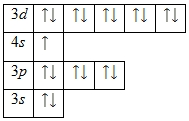 3d ↑↓ ↑↓ ↑↓ ↑↓ ↑↓
4s ↑
3p ↑↓ ↑↓ ↑↓
3s ↑↓